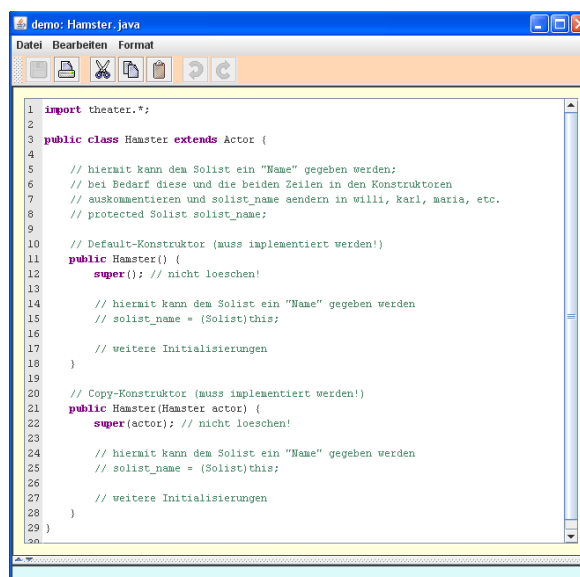 demo: Hamster.java
Datei Bearbeiten Format
1 import theater.*;
2
3 public class Hamster extends Actor {
4
5 // hiermit kann dem Solist ein "Name" gegeben werden;
6 // bei Bedarf diese und die beiden Zeilen in den Konstruktoren
7 // auskommentieren und solist_name aendern in willi, karl, maria, etc.
8 // protected Solist solist_name;
9
10 // Default-Konstruktor (muss implementiert werden!)
11 public Hamster() {
12 super(); // nicht loeschen!
13
14 // hiermit kann dem Solist ein "Name" gegeben werden
15 // solist_name = (Solist)this;
16
17 // weitere Initialisierungen
18 }
19
20 // Copy-Konstruktor (muss implementiert werden!)
21 public Hamster(Hamster actor) {
22 super(actor); // nicht loeschen!
23
24 // hiermit kann dem Solist ein "Name" gegeben werden
25 // solist_name = (Solist)this;
26
27 // weitere Initialisierungen
28 }
29 }
30